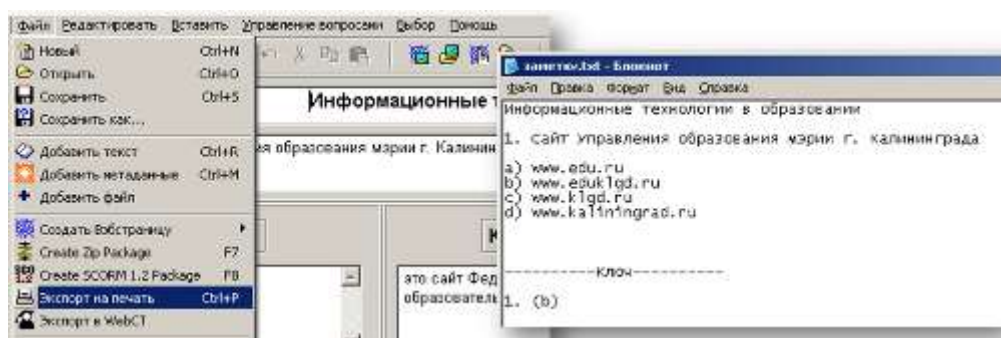 Файл Редактировать Вставить Управление вопросами Выбор Помощь
Новый Ctrl+N
Открыть Ctrl+O
Сохранить Ctrl+S
Сохранить как...
Добавить текст Ctrl+R
Добавить метаданные Ctrl+M
Добавить файл
Создать Вэбстраницу
Create Zip Package F7
Create SCORM 1.2 Package F8
Экспорт на печать Ctrl+P
Экспорт в WebCT
Информационные т
ия образования мэрии г. Калинин
К
это сайт Фед
образователь
заметки.txt - Блокнот
Файл Правка Формат Вид Справка
Информационные технологии в образовании
1. Сайт Управления образования мэрии г. Калининграда
a) www.edu.ru
b) www.eduklgd.ru
c) www.klgd.ru
d) www.kaliningrad.ru
----------Ключ----------
1. (b)